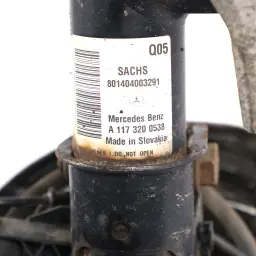 Q05
SACHS
801404003291
Mercedes Benz
A 117 320 0538
Made in Slovakia
DO NOT OPEN